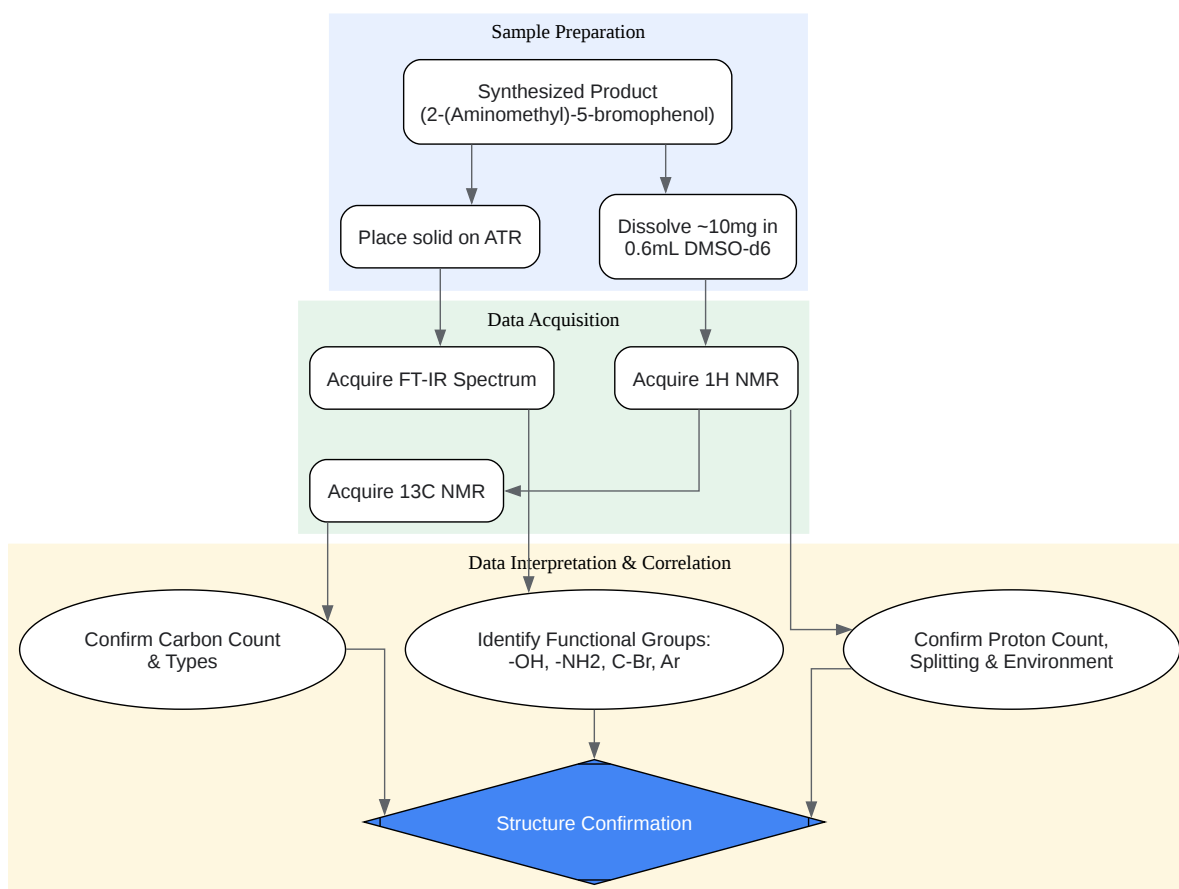 Sample Preparation
Synthesized Product
(2-(Aminomethyl)-5-bromophenol)
Place solid on ATR
Dissolve ~10mg in
0.6mL DMSO-d6
Data Acquisition
Acquire FT-IR Spectrum
Acquire 1H NMR
Acquire 13C NMR
Data Interpretation & Correlation
Confirm Carbon Count
& Types
Identify Functional Groups:
-OH, -NH2, C-Br, Ar
Confirm Proton Count,
Splitting & Environment
Structure Confirmation